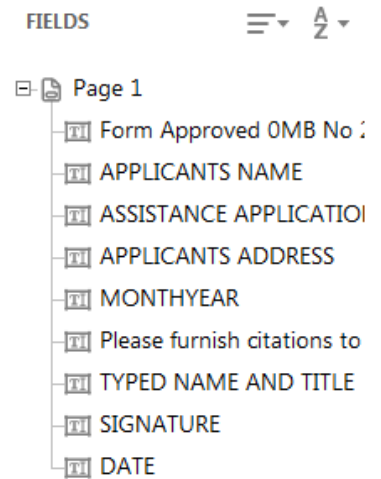 FIELDS
A
Z
Page 1
Form Approved 0MB No
APPLICANTS NAME
ASSISTANCE APPLICATIO
APPLICANTS ADDRESS
MONTHYEAR
Please furnish citations to
TYPED NAME AND TITLE
SIGNATURE
DATE